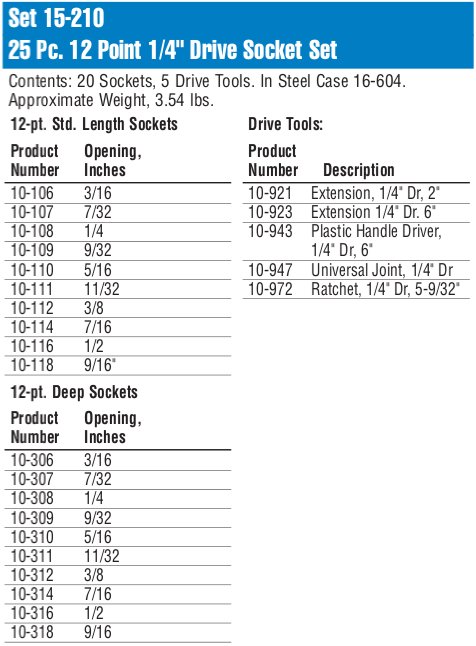 Set 15-210
25 Pc. 12 Point 1/4" Drive Socket Set
Contents: 20 Sockets, 5 Drive Tools. In Steel Case 16-604.
Approximate Weight, 3.54 lbs.
12-pt. Std. Length Sockets
Product Opening,
Number Inches
10-106 3/16
10-107 7/32
10-108 1/4
10-109 9/32
10-110 5/16
10-111 11/32
10-112 3/8
10-114 7/16
10-116 1/2
10-118 9/16"
12-pt. Deep Sockets
Product Opening,
Number Inches
10-306 3/16
10-307 7/32
10-308 1/4
10-309 9/32
10-310 5/16
10-311 11/32
10-312 3/8
10-314 7/16
10-316 1/2
10-318 9/16
Drive Tools:
Product
Number Description
10-921 Extension, 1/4" Dr, 2"
10-923 Extension 1/4" Dr. 6"
10-943 Plastic Handle Driver,
1/4" Dr, 6"
10-947 Universal Joint, 1/4" Dr
10-972 Ratchet, 1/4" Dr, 5-9/32"